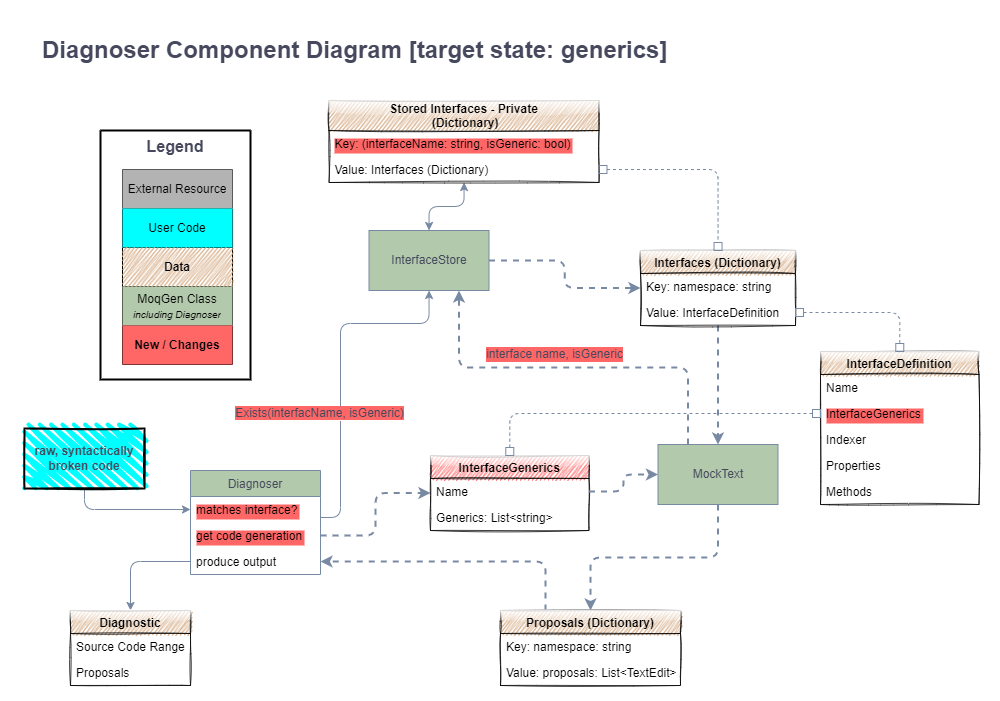 Diagnoser Component Diagram [target state: generics]
Stored Interfaces - Private
(Dictionary)
Key: (interfaceName: string, isGeneric: bool)
Value: Interfaces (Dictionary)
Legend
External Resource
User Code
Data
MoqGen Class
including Diagnoser
New / Changes
InterfaceStore
Interfaces (Dictionary)
Key: namespace: string
Value: InterfaceDefinition
interface name, isGeneric
InterfaceDefinition
Name
InterfaceGenerics
Indexer
Properties
Methods
Exists(interfacName, isGeneric)
raw, syntactically
broken code
InterfaceGenerics
Name
Generics: List<string>
MockText
Diagnoser
matches interface?
get code generation
produce output
Diagnostic
Source Code Range
Proposals
Proposals (Dictionary)
Key: namespace: string
Value: proposals: List<TextEdit>